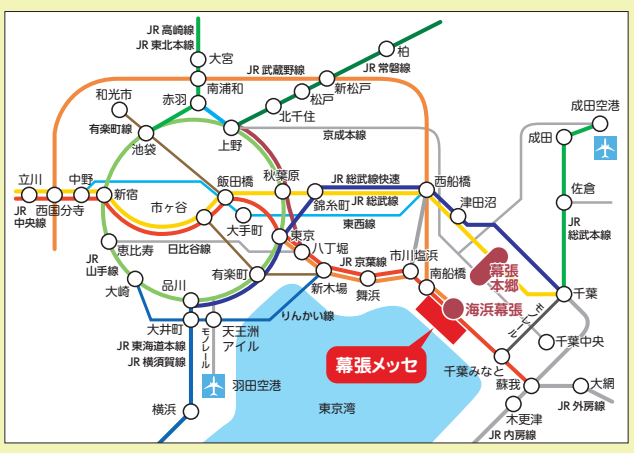 JR 高崎線
JR 東北本線
大宮
柏
JR 常磐線
JR 武蔵野線
南浦和
新松戸
松戸
和光市
赤羽
北千住
成田空港
有楽町線
上野
京成本線
成田
池袋
立川
中野
新宿
飯田橋
秋葉原
JR 総武線快速
西船橋
佐倉
JR
中央線
西国分寺
市ヶ谷
錦糸町
JR 総武線
津田沼
JR
総武本線
大手町
東西線
恵比寿
日比谷線
東京
八丁堀
市川塩浜
幕張
本郷
JR
山手線
JR 京葉線
南船橋
大崎
品川
有楽町
新木場
舞浜
千葉
海浜幕張
モノレール
りんかい線
大井町
モノレール
天王洲
アイル
千葉中央
JR 東海道本線
JR 横須賀線
幕張メッセ
千葉みなと
羽田空港
蘇我
大網
横浜
東京湾
木更津
JR 外房線
JR 内房線